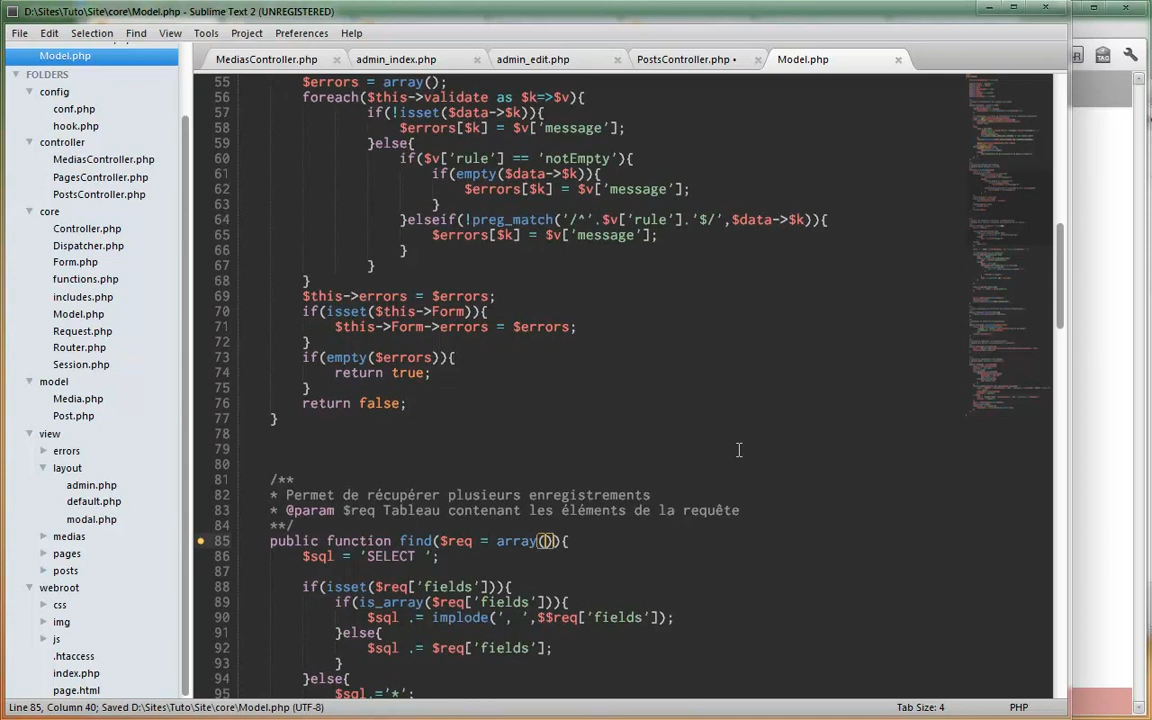 D:\Sites\Tuto\Site\core\Model.php - Sublime Text 2 (UNREGISTERED)
File Edit Selection Find View Tools Project Preferences Help
Model.php
FOLDERS
config
conf.php
hook.php
controller
MediasController.php
PagesController.php
PostsController.php
core
Controller.php
Dispatcher.php
Form.php
functions.php
includes.php
Model.php
Request.php
Router.php
Session.php
model
Media.php
Post.php
view
errors
layout
admin.php
default.php
modal.php
medias
pages
posts
webroot
css
img
js
.htaccess
index.php
page.html
MediasController.php admin_index.php admin_edit.php PostsController.php • Model.php
55 $errors = array();
56 foreach($this->validate as $k=>$v){
57 if(!isset($data->$k)){
58 $errors[$k] = $v['message'];
59 }else{
60 if($v['rule'] == 'notEmpty'){
61 if(empty($data->$k)){
62 $errors[$k] = $v['message'];
63 }
64 }elseif(!preg_match('/^'.$v['rule'].'$/',$data->$k)){
65 $errors[$k] = $v['message'];
66 }
67 }
68 }
69 $this->errors = $errors;
70 if(isset($this->Form)){
71 $this->Form->errors = $errors;
72 }
73 if(empty($errors)){
74 return true;
75 }
76 return false;
77 }
78
79
80
81 /**
82 * Permet de récupérer plusieurs enregistrements
83 * @param $req Tableau contenant les éléments de la requête
84 **/
85 public function find($req = array()){
86 $sql = 'SELECT ';
87
88 if(isset($req['fields'])){
89 if(is_array($req['fields'])){
90 $sql .= implode(', ',$$req['fields']);
91 }else{
92 $sql .= $req['fields'];
93 }
94 }else{
95 $sql.='*';
Line 85, Column 40; Saved D:\Sites\Tuto\Site\core\Model.php (UTF-8)
Tab Size: 4
PHP